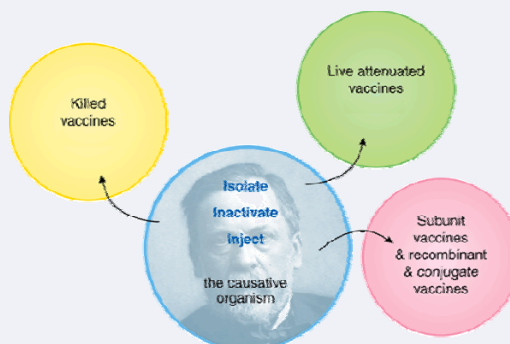 Killed
vaccines
Live attenuated
vaccines
Isolate
Inactivate
Inject
the causative
organism
Subunit
vaccines
& recombinant
& conjugate
vaccines